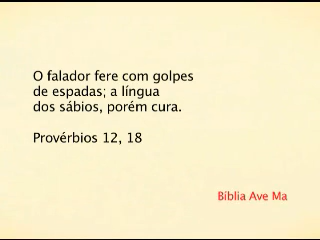 O falador fere com golpes
de espadas; a língua
dos sábios, porém cura.
Provérbios 12, 18
Bíblia Ave Ma